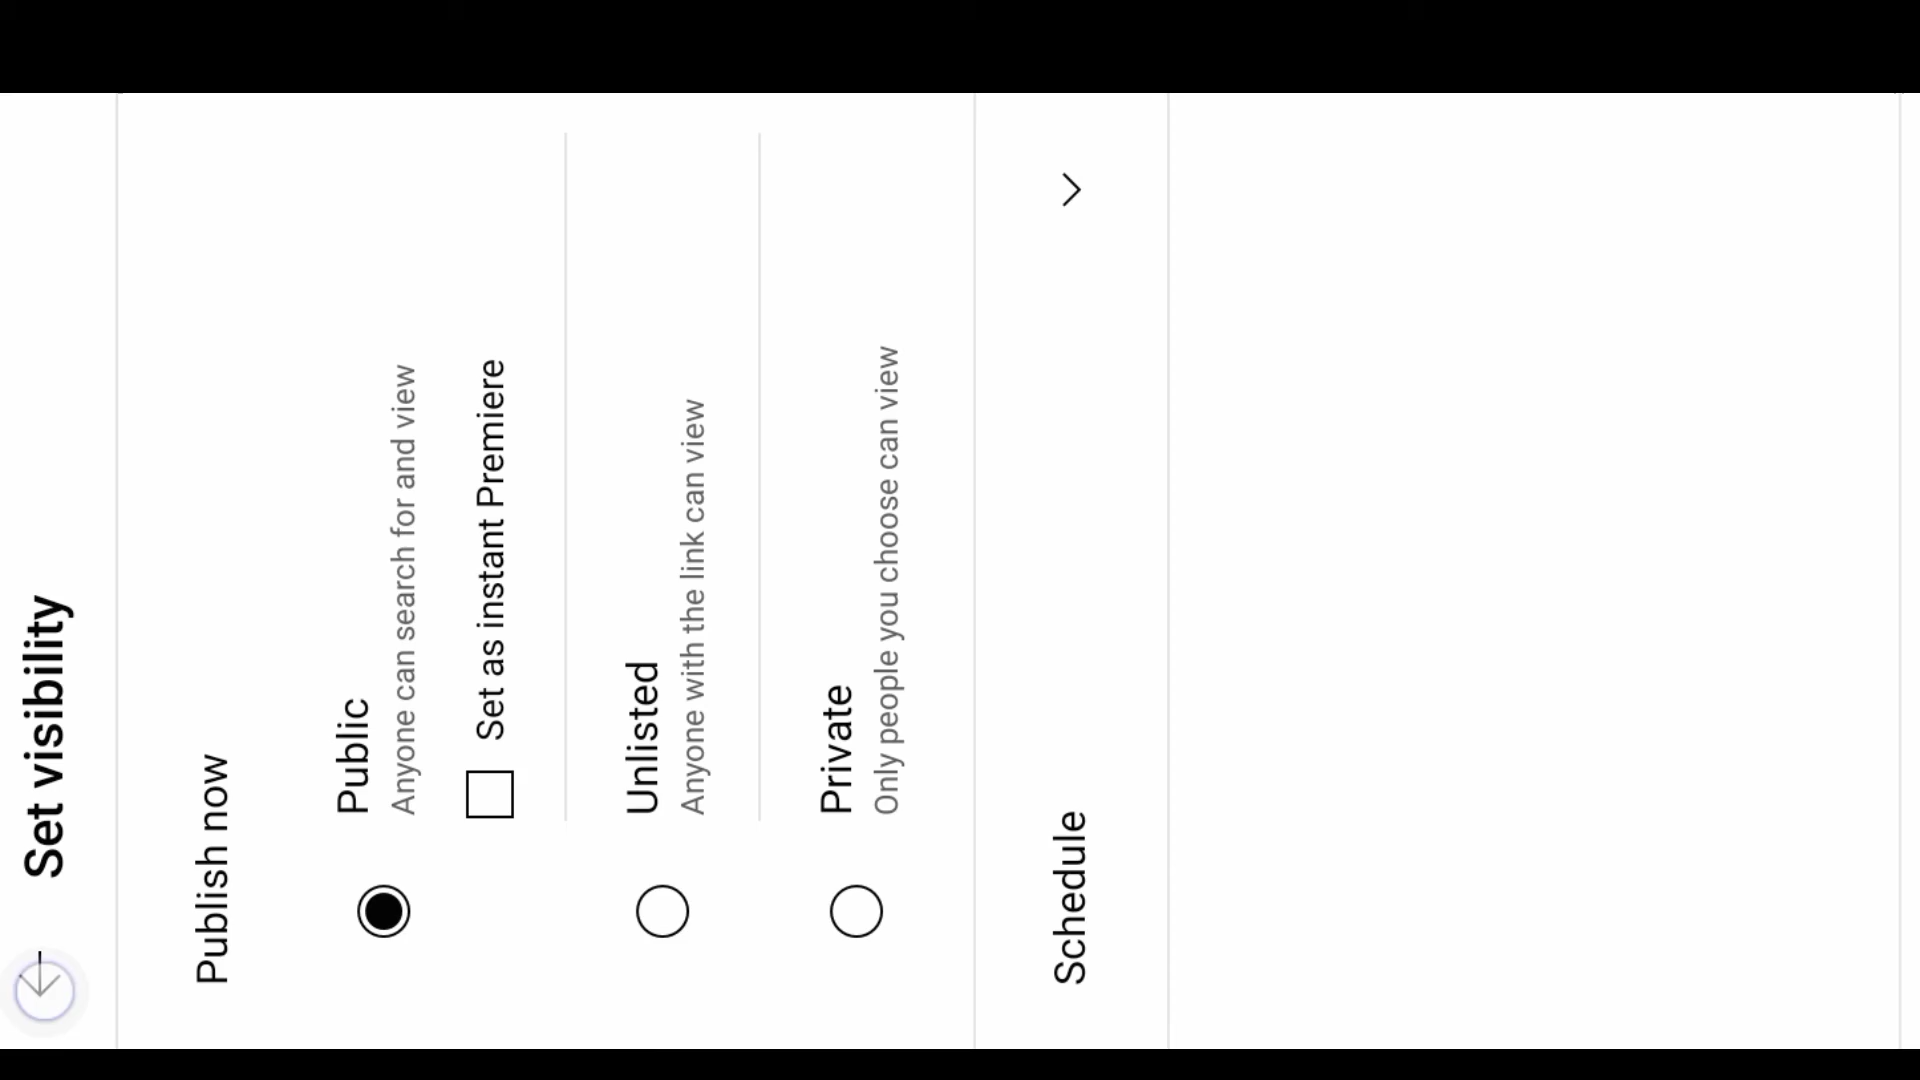 Set visibility
Publish now
Public
Anyone can search for and view
Set as instant Premiere
Unlisted
Anyone with the link can view
Private
Only people you choose can view
Schedule